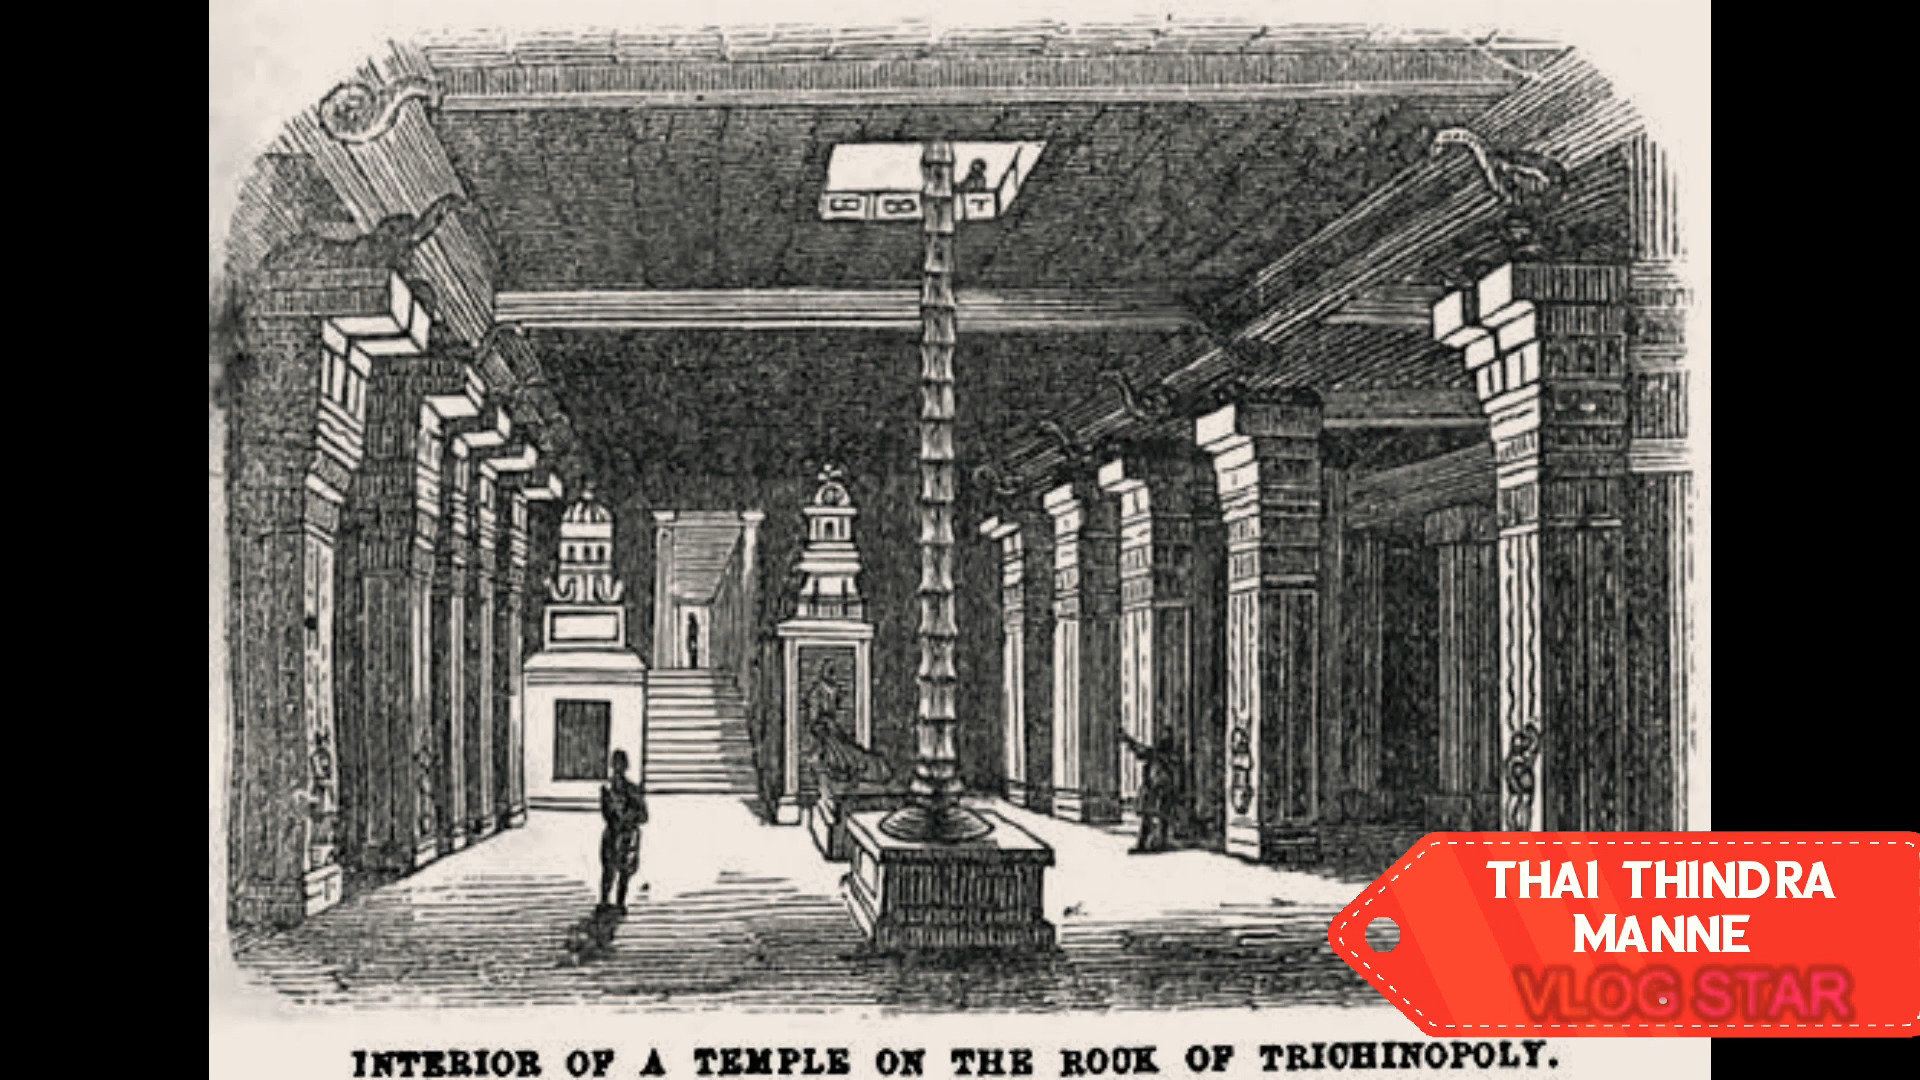 THAI THINDRA
MANNE
VLOG STAR
INTERIOR OF A TEMPLE ON THE ROCK OF TRICHINOPOLY.